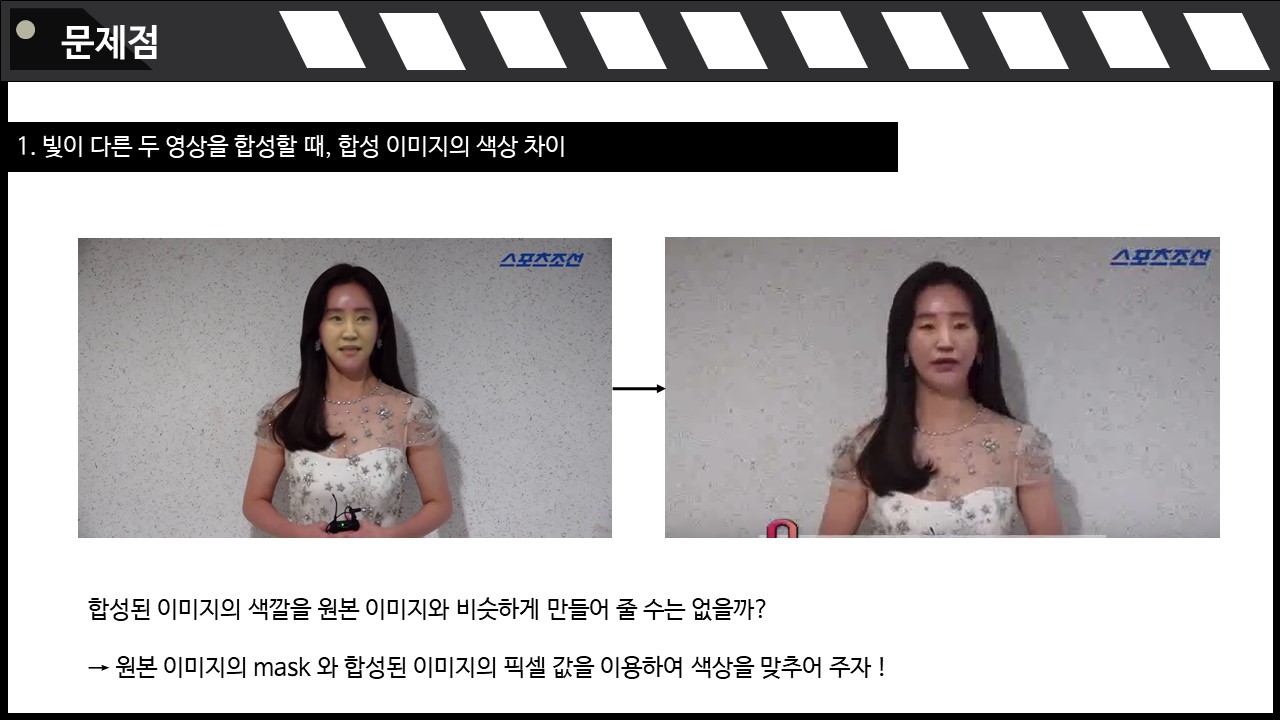 문제점
1. 빛이 다른 두 영상을 합성할 때, 합성 이미지의 색상 차이
스포츠조선
스포츠조선
합성된 이미지의 색깔을 원본 이미지와 비슷하게 만들어 줄 수는 없을까?
→ 원본 이미지의 mask 와 합성된 이미지의 픽셀 값을 이용하여 색상을 맞추어 주자 !